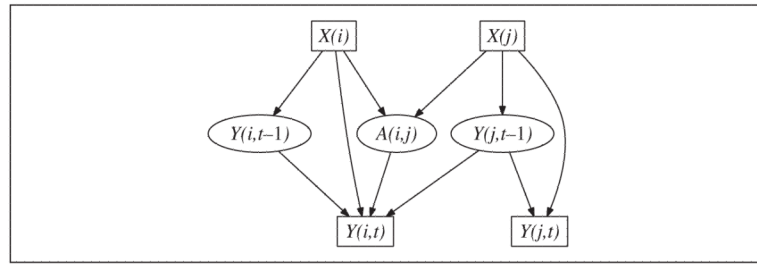 X(i) X(j)
Y(i,t–1) A(i,j) Y(j,t–1)
Y(i,t) Y(j,t)